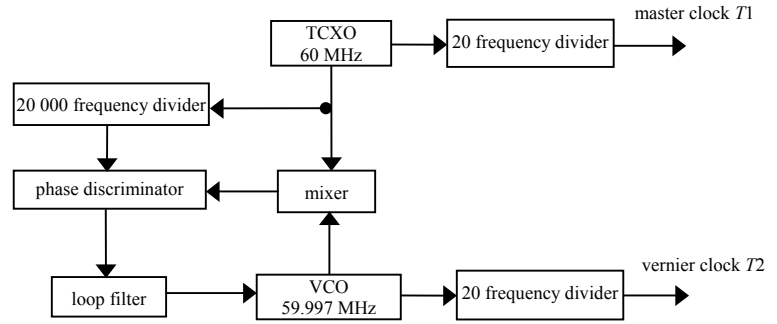 master clock T1
TCXO
60 MHz
20 frequency divider
20 000 frequency divider
phase discriminator
mixer
vernier clock T2
loop filter
VCO
59.997 MHz
20 frequency divider